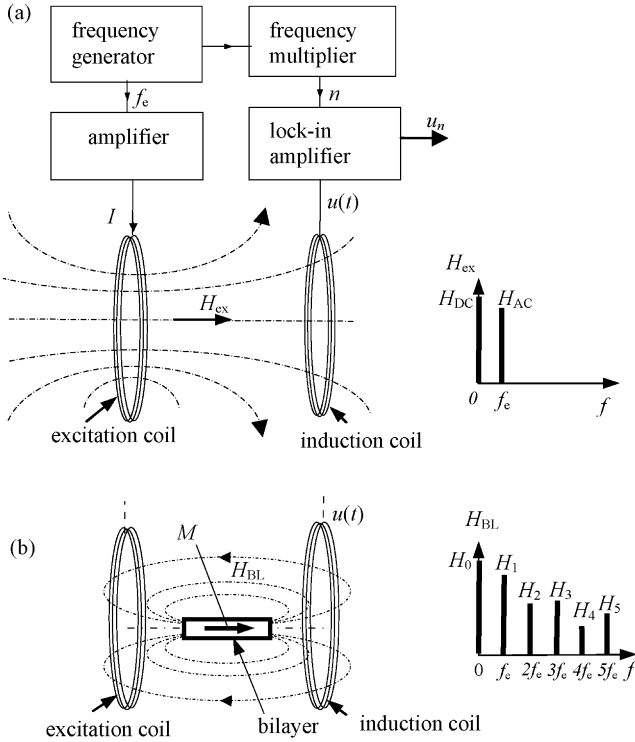 (a)
frequency
generator
frequency
multiplier
fe
n
amplifier
lock-in
amplifier
un
I
u(t)
Hex
excitation coil
induction coil
Hex
HDC
HAC
0
fe
f
(b)
M
u(t)
HBL
excitation coil
bilayer
induction coil
HBL
H0
H1
H2
H3
H4
H5
0 fe 2fe 3fe 4fe 5fe f